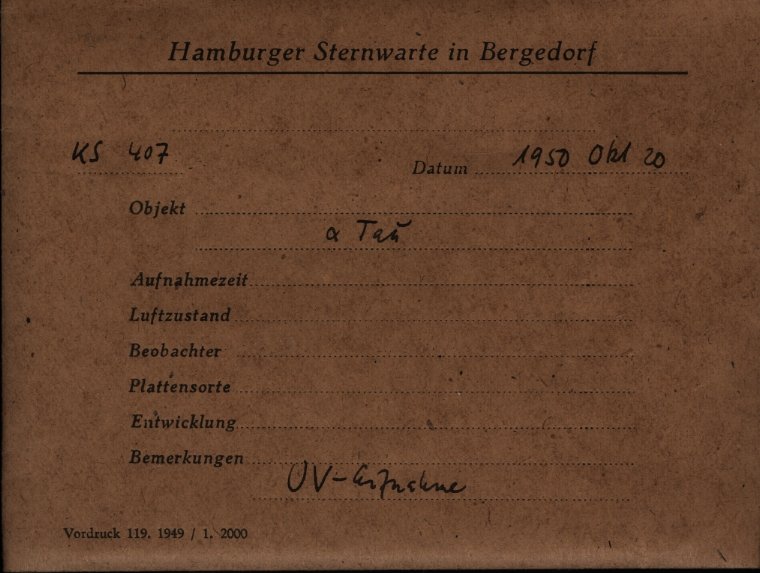 Hamburger Sternwarte in Bergedorf
KS 407 Datum 1950 Okt 20
Objekt
α Tau
Aufnahmezeit
Luftzustand
Beobachter
Plattensorte
Entwicklung
Bemerkungen
UV-Aufnahme
Vordruck 119. 1949 / 1. 2000